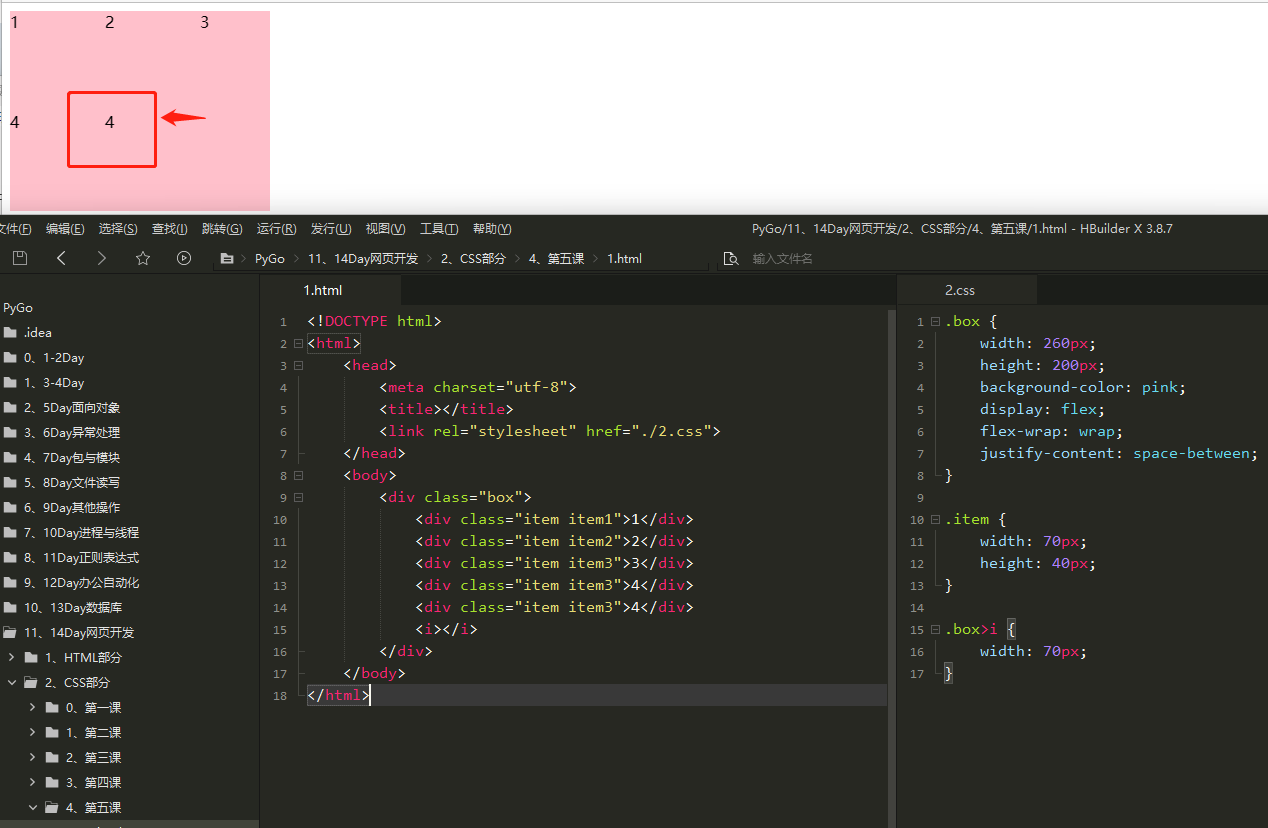 1 2 3
4 4
文件(F) 编辑(E) 选择(S) 查找(I) 跳转(G) 运行(R) 发行(U) 视图(V) 工具(T) 帮助(Y) PyGo/11、14Day网页开发/2、CSS部分/4、第五课/1.html - HBuilder X 3.8.7
PyGo 11、14Day网页开发 2、CSS部分 4、第五课 1.html 输入文件名
PyGo
.idea
0、1-2Day
1、3-4Day
2、5Day面向对象
3、6Day异常处理
4、7Day包与模块
5、8Day文件读写
6、9Day其他操作
7、10Day进程与线程
8、11Day正则表达式
9、12Day办公自动化
10、13Day数据库
11、14Day网页开发
1、HTML部分
2、CSS部分
0、第一课
1、第二课
2、第三课
3、第四课
4、第五课
1.html
1 <!DOCTYPE html>
2 <html>
3 <head>
4 <meta charset="utf-8">
5 <title></title>
6 <link rel="stylesheet" href="./2.css">
7 </head>
8 <body>
9 <div class="box">
10 <div class="item item1">1</div>
11 <div class="item item2">2</div>
12 <div class="item item3">3</div>
13 <div class="item item3">4</div>
14 <div class="item item3">4</div>
15 <i></i>
16 </div>
17 </body>
18 </html>
2.css
1 .box {
2 width: 260px;
3 height: 200px;
4 background-color: pink;
5 display: flex;
6 flex-wrap: wrap;
7 justify-content: space-between;
8 }
9
10 .item {
11 width: 70px;
12 height: 40px;
13 }
14
15 .box>i {
16 width: 70px;
17 }